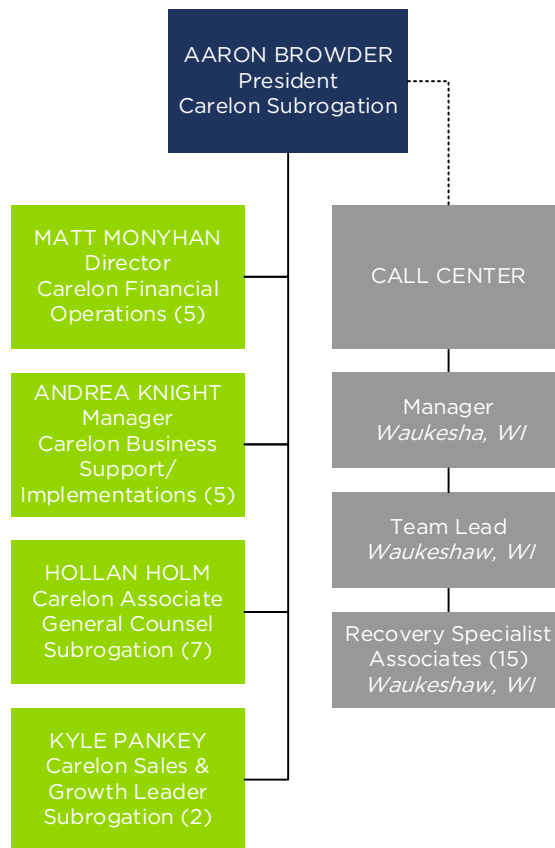 AARON BROWDER
President
Carelon Subrogation
MATT MONYHAN
Director
Carelon Financial
Operations (5)
ANDREA KNIGHT
Manager
Carelon Business
Support/
Implementations (5)
HOLLAN HOLM
Carelon Associate
General Counsel
Subrogation (7)
KYLE PANKEY
Carelon Sales &
Growth Leader
Subrogation (2)
CALL CENTER
Manager
Waukesha, WI
Team Lead
Waukeshaw, WI
Recovery Specialist
Associates (15)
Waukeshaw, WI